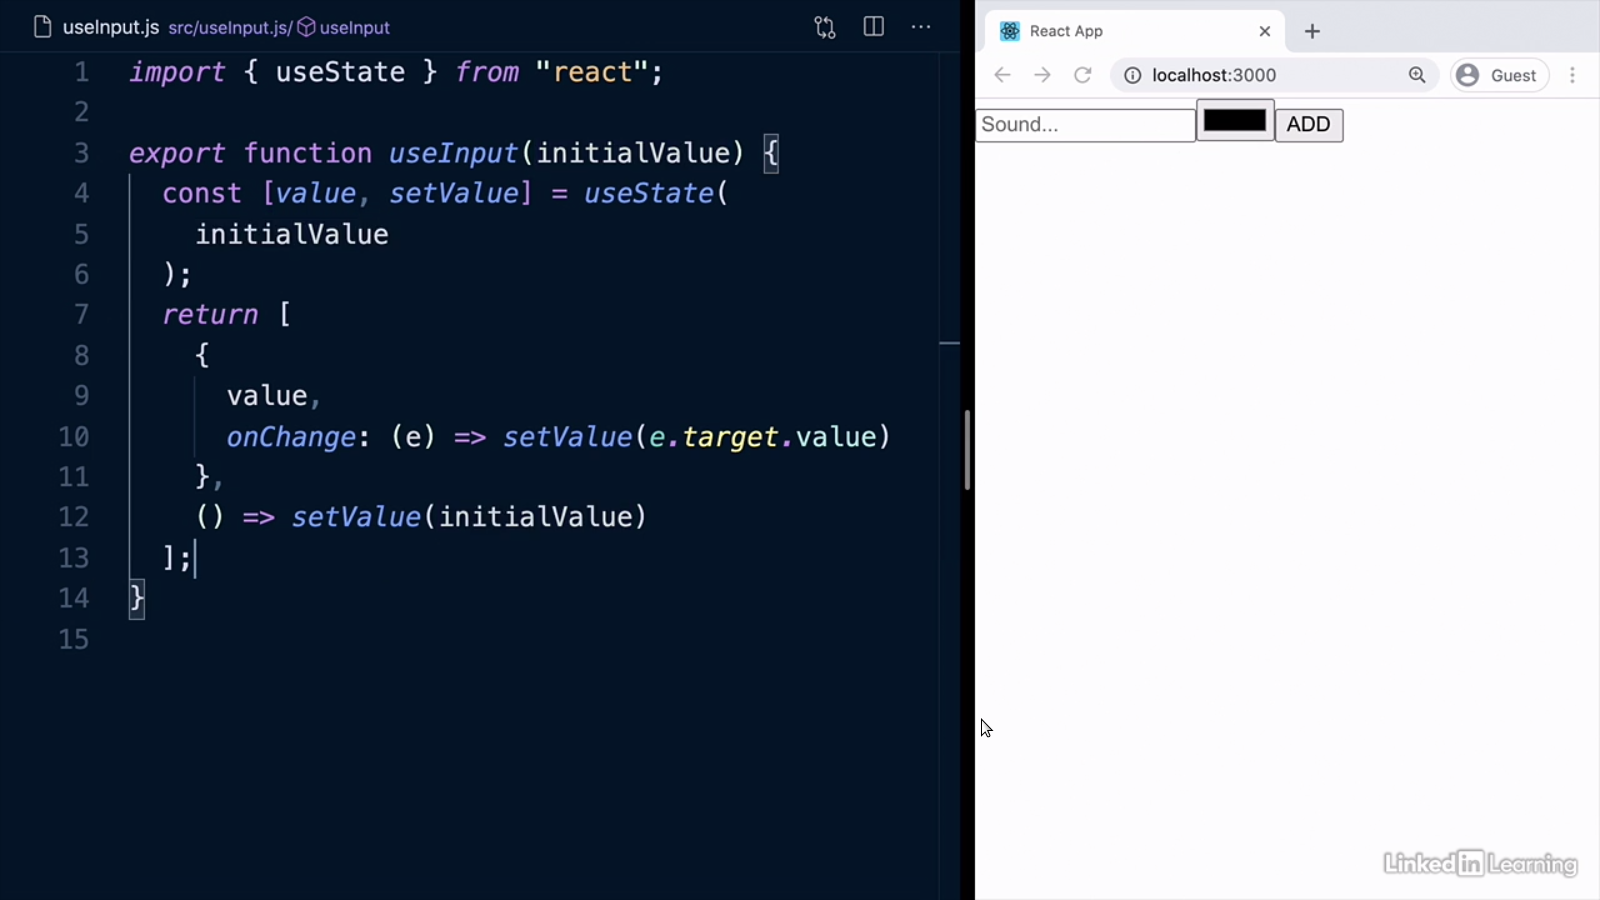 useInput.js src/useInput.js/ useInput
1 import { useState } from "react";
2
3 export function useInput(initialValue) {
4 const [value, setValue] = useState(
5 initialValue
6 );
7 return [
8 {
9 value,
10 onChange: (e) => setValue(e.target.value)
11 },
12 () => setValue(initialValue)
13 ];
14 }
15
React App
localhost:3000 Guest
Sound... ADD
Linked in Learning